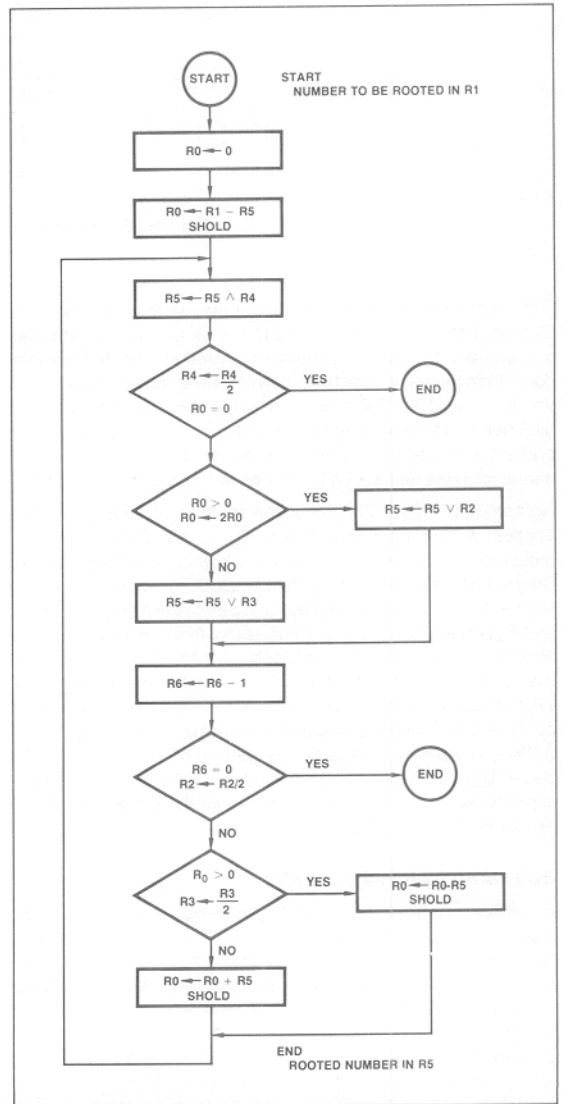 START
START
NUMBER TO BE ROOTED IN R1
R0 ← 0
R0 ← R1 − R5
SHOLD
R5 ← R5 ∧ R4
R4 ← R4/2
R0 = 0
YES
END
R0 > 0
R0 ← 2R0
YES
R5 ← R5 ∨ R2
NO
R5 ← R5 ∨ R3
R6 ← R6 − 1
R6 = 0
R2 ← R2/2
YES
END
NO
R₀ > 0
R3 ← R3/2
YES
R0 ← R0-R5
SHOLD
NO
R0 ← R0 + R5
SHOLD
END
ROOTED NUMBER IN R5